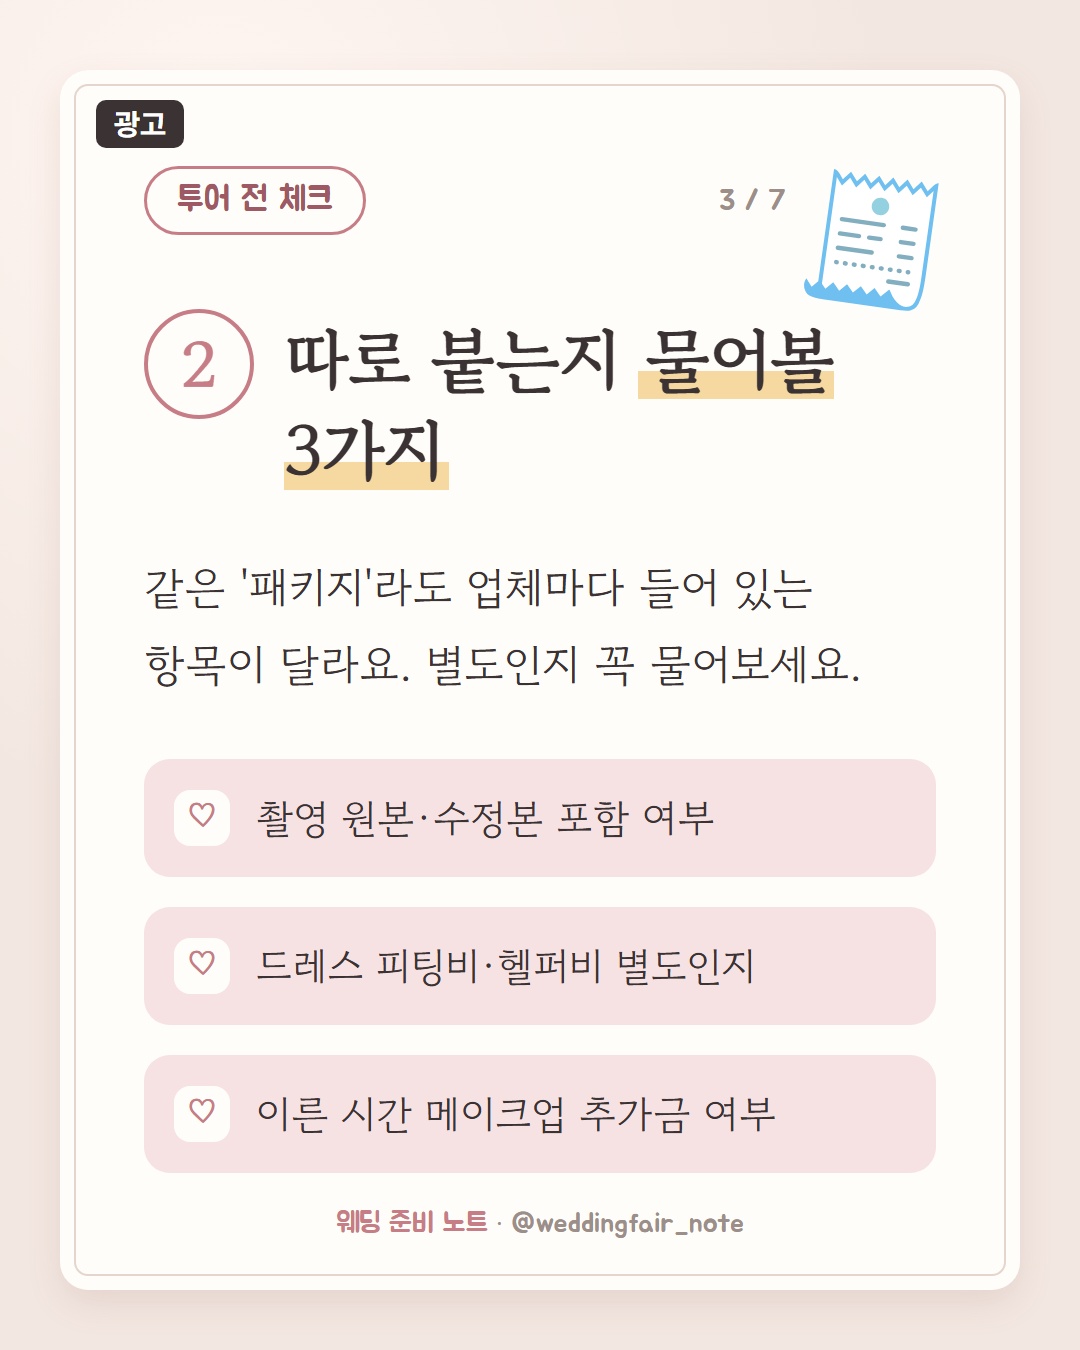 광고
투어 전 체크
3 / 7
2
따로 붙는지 물어볼
3가지
같은 '패키지'라도 업체마다 들어 있는
항목이 달라요. 별도인지 꼭 물어보세요.
촬영 원본·수정본 포함 여부
드레스 피팅비·헬퍼비 별도인지
이른 시간 메이크업 추가금 여부
웨딩 준비 노트 · @weddingfair_note